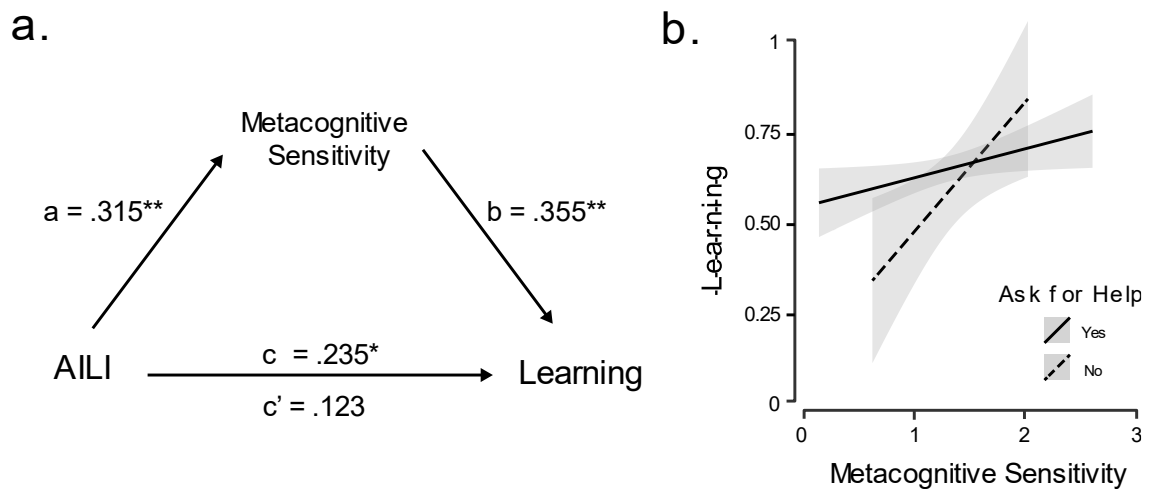 a.
Metacognitive
Sensitivity
a = .315**
b = .355**
AILI
c = .235*
c’ = .123
Learning
b.
1
0.75
0.50
0.25
0
Learning
Ask for Help
Yes
No
0 1 2 3
Metacognitive Sensitivity